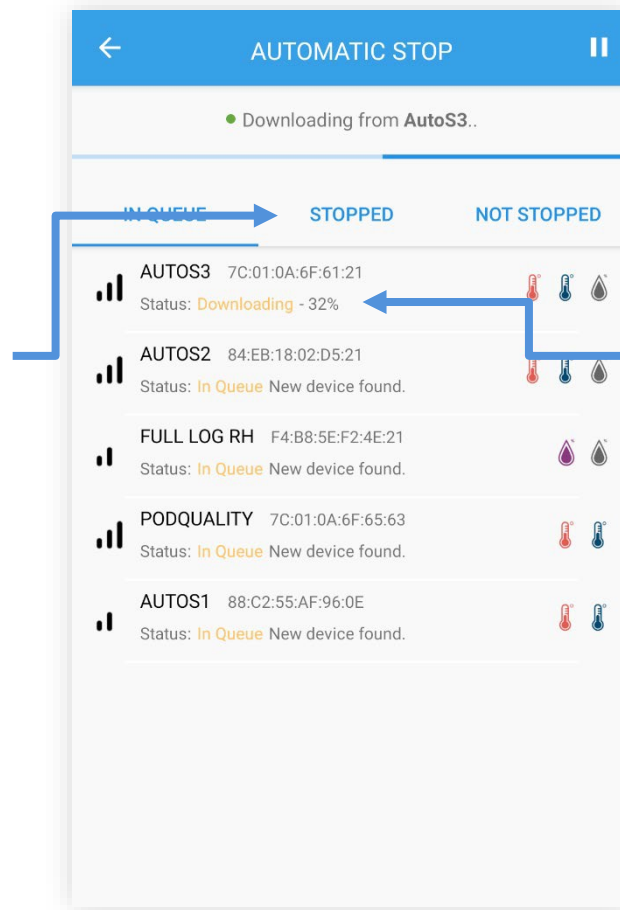 AUTOMATIC STOP
Downloading from AutoS3..
IN QUEUE STOPPED NOT STOPPED
AUTOS3 7C:01:0A:6F:61:21
Status: Downloading - 32%
AUTOS2 84:EB:18:02:D5:21
Status: In Queue New device found.
FULL LOG RH F4:B8:5E:F2:4E:21
Status: In Queue New device found.
PODQUALITY 7C:01:0A:6F:65:63
Status: In Queue New device found.
AUTOS1 88:C2:55:AF:96:0E
Status: In Queue New device found.